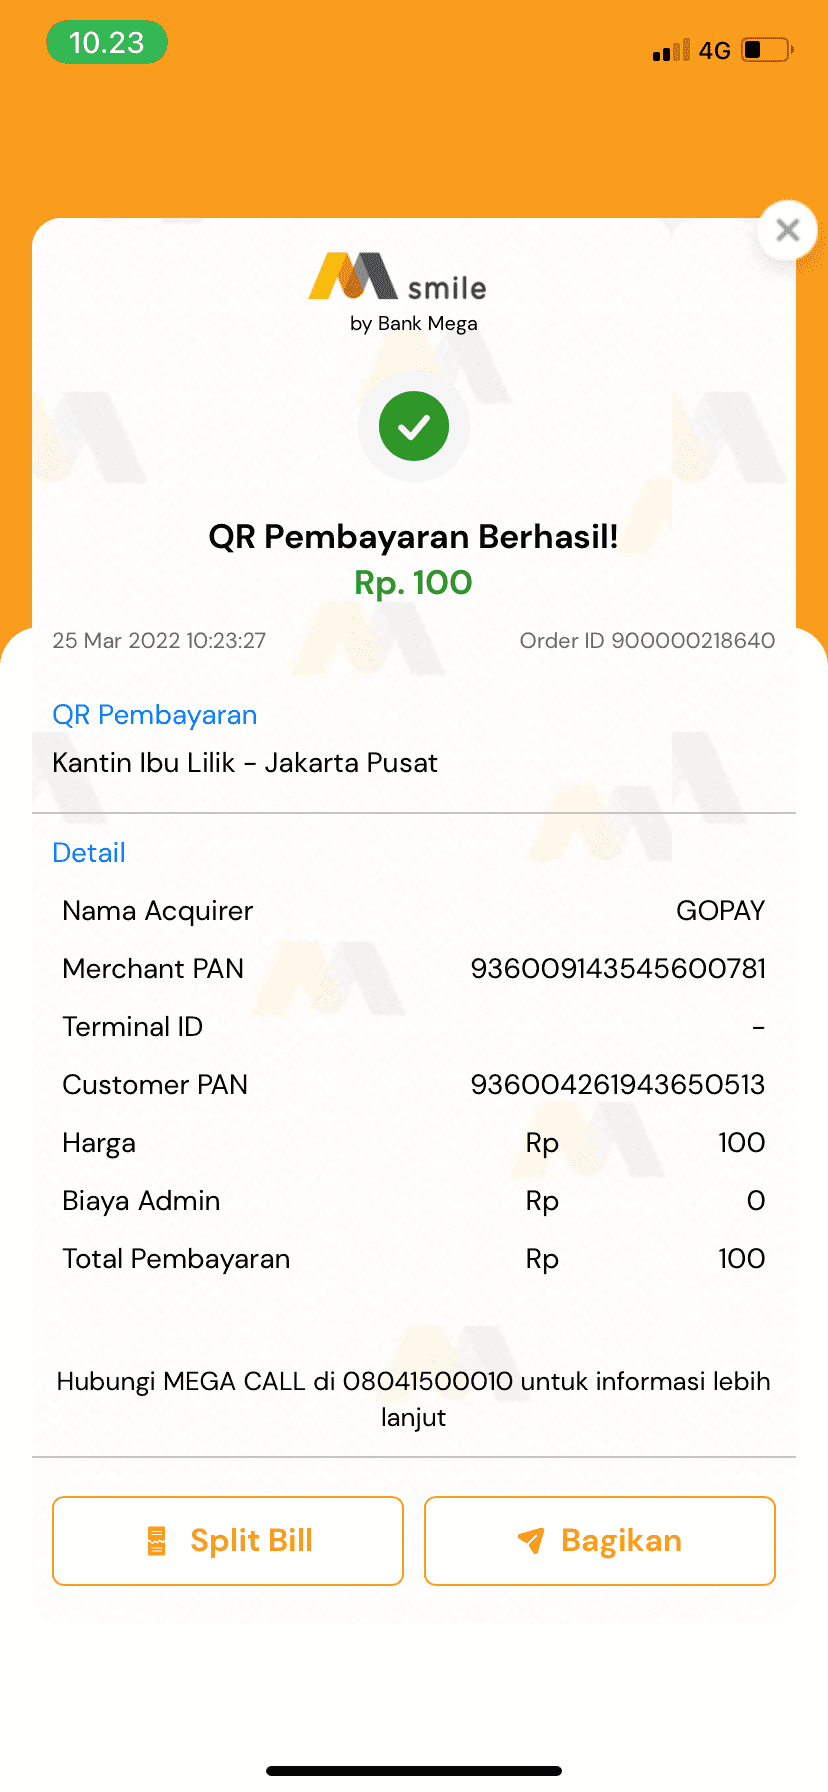 10.23
4G
smile
by Bank Mega
QR Pembayaran Berhasil!
Rp. 100
25 Mar 2022 10:23:27 Order ID 900000218640
QR Pembayaran
Kantin Ibu Lilik - Jakarta Pusat
Detail
Nama Acquirer GOPAY
Merchant PAN 936009143545600781
Terminal ID -
Customer PAN 936004261943650513
Harga Rp 100
Biaya Admin Rp 0
Total Pembayaran Rp 100
Hubungi MEGA CALL di 08041500010 untuk informasi lebih
lanjut
Split Bill Bagikan